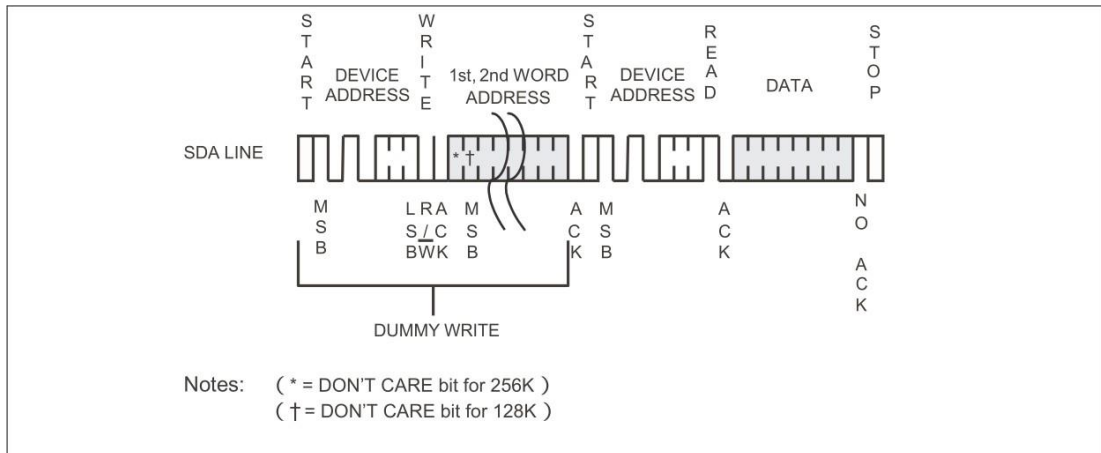 START
WRITE
START
READ
STOP
DEVICE ADDRESS
1st, 2nd WORD ADDRESS
DEVICE ADDRESS
DATA
SDA LINE
* †
MSB
LSB
R/W
ACK
MSB
ACK
MSB
ACK
NO ACK
DUMMY WRITE
Notes: ( * = DON'T CARE bit for 256K )
( † = DON'T CARE bit for 128K )